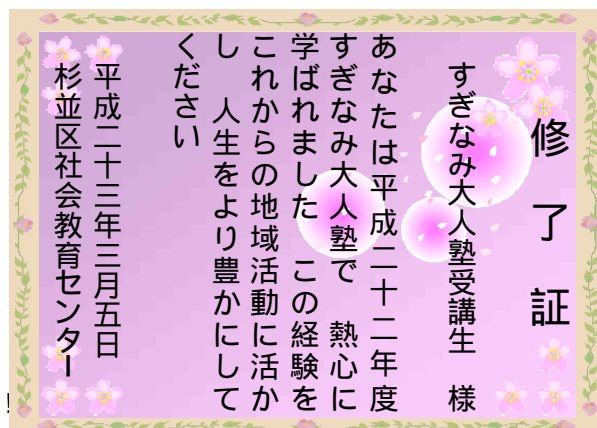 修了証
すぎなみ大人塾受講生　様
あなたは平成二十二年度
すぎなみ大人塾で　熱心に
学ばれました　この経験を
これからの地域活動に活か
し　人生をより豊かにして
ください
平成二十三年三月五日
杉並区社会教育センター
!